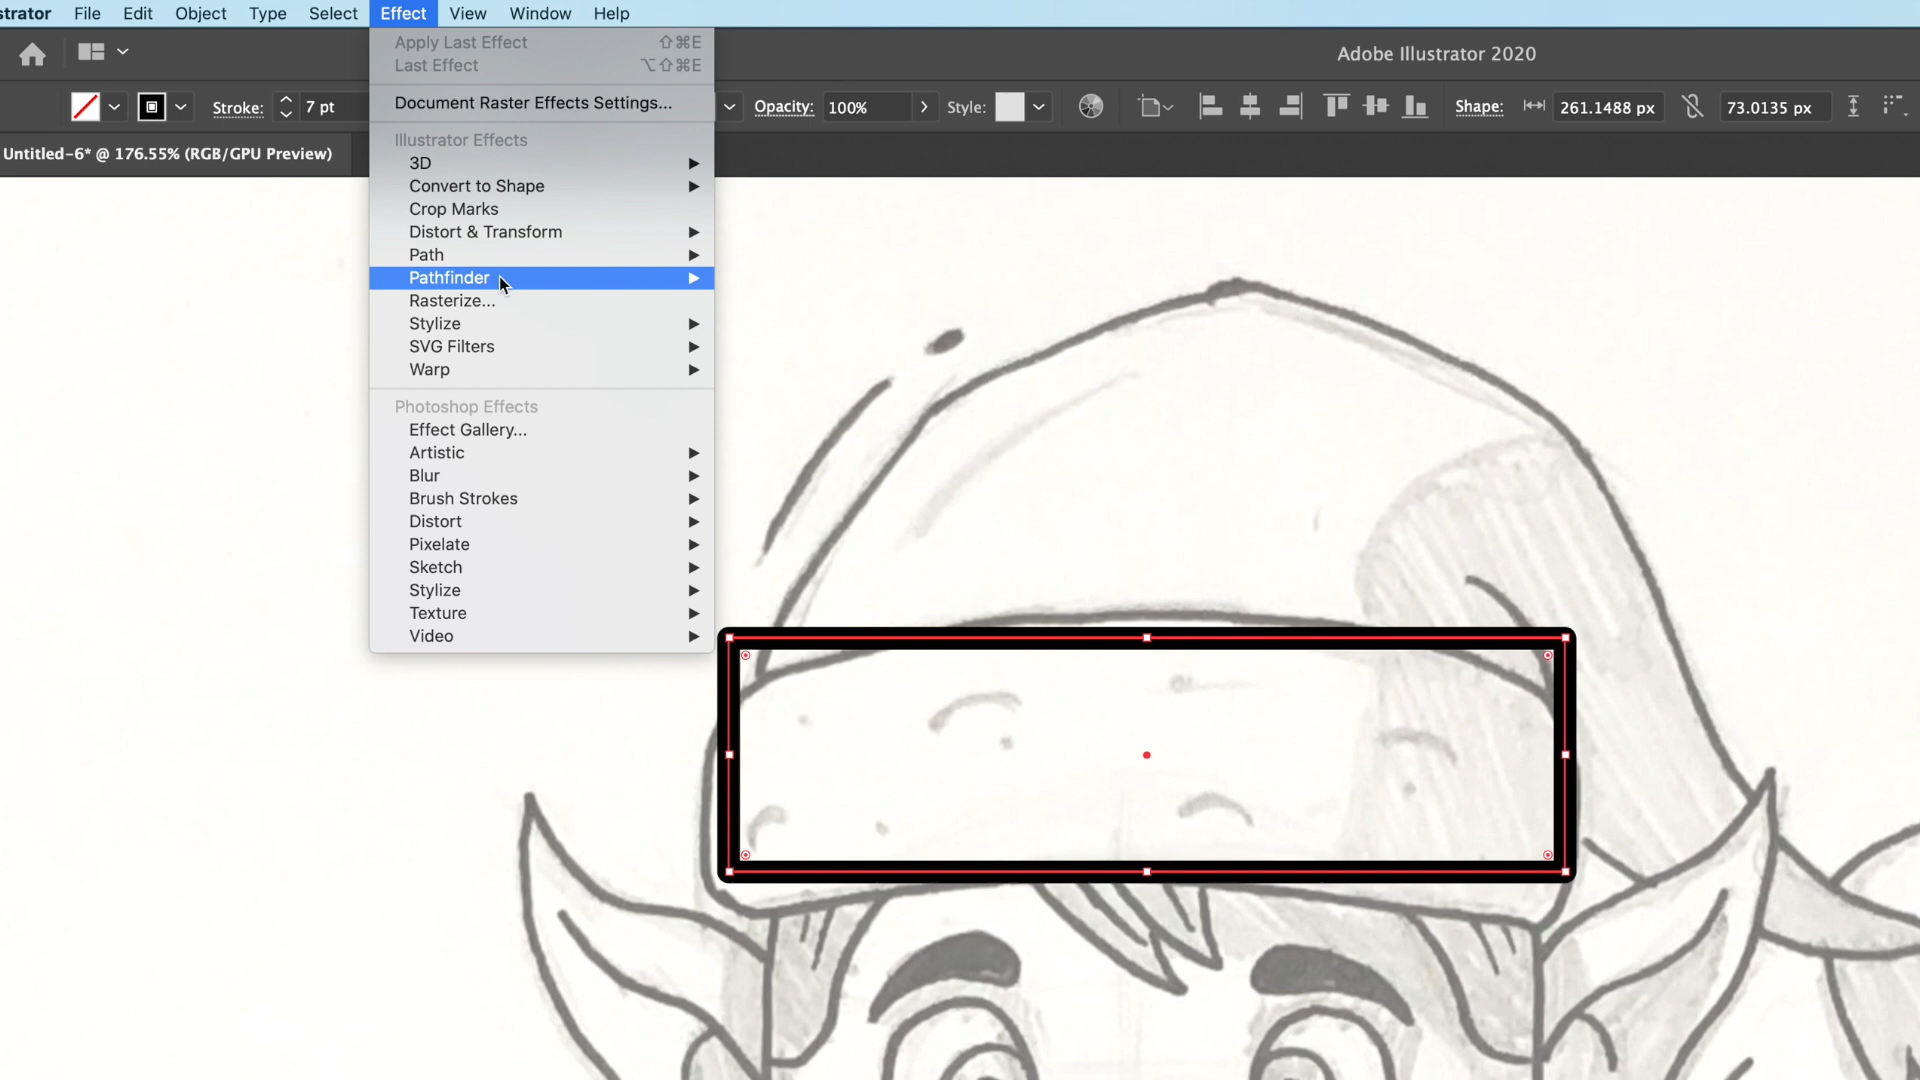 strator File Edit Object Type Select Effect View Window Help
Adobe Illustrator 2020
Stroke: 7 pt Opacity: 100% Style: Shape: 261.1488 px 73.0135 px
Untitled-6* @ 176.55% (RGB/GPU Preview)
Apply Last Effect ⇧⌘E
Last Effect ⌥⇧⌘E
Document Raster Effects Settings...
Illustrator Effects
3D
Convert to Shape
Crop Marks
Distort & Transform
Path
Pathfinder
Rasterize...
Stylize
SVG Filters
Warp
Photoshop Effects
Effect Gallery...
Artistic
Blur
Brush Strokes
Distort
Pixelate
Sketch
Stylize
Texture
Video